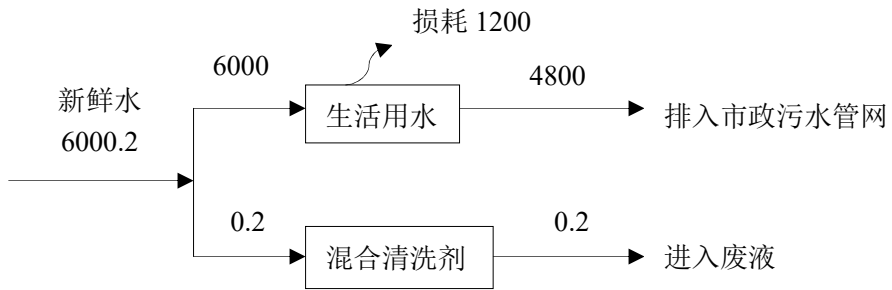 损耗 1200
6000
4800
新鲜水
生活用水
排入市政污水管网
6000.2
0.2
0.2
混合清洗剂
进入废液